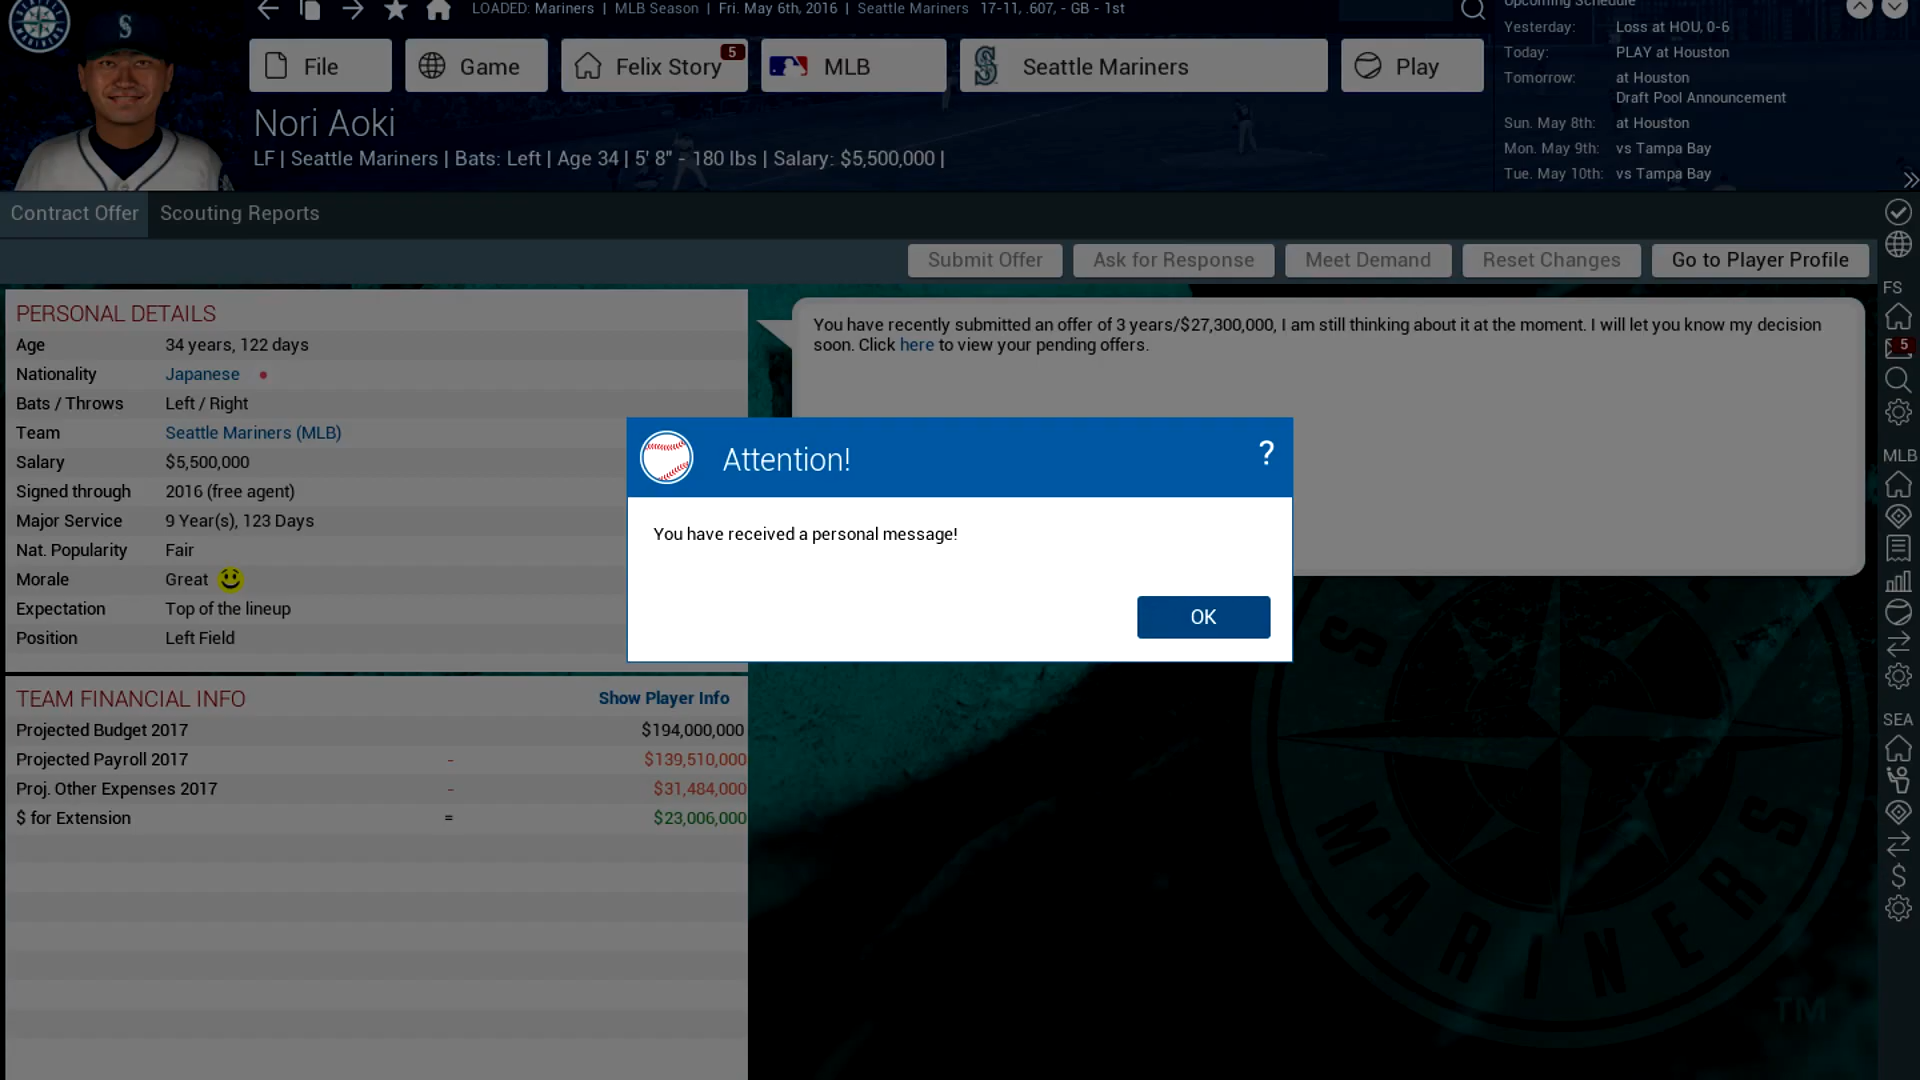 LOADED: Mariners | MLB Season | Fri. May 6th, 2016 | Seattle Mariners 17-11, .607, - GB - 1st
File
Game
Felix Story
5
MLB
Seattle Mariners
Play
Nori Aoki
LF | Seattle Mariners | Bats: Left | Age 34 | 5' 8" - 180 lbs | Salary: $5,500,000 |
Upcoming Schedule
Yesterday: Loss at HOU, 0-6
Today: PLAY at Houston
Tomorrow: at Houston
Draft Pool Announcement
Sun. May 8th: at Houston
Mon. May 9th: vs Tampa Bay
Tue. May 10th: vs Tampa Bay
Contract Offer
Scouting Reports
Submit Offer
Ask for Response
Meet Demand
Reset Changes
Go to Player Profile
PERSONAL DETAILS
Age 34 years, 122 days
Nationality Japanese
Bats / Throws Left / Right
Team Seattle Mariners (MLB)
Salary $5,500,000
Signed through 2016 (free agent)
Major Service 9 Year(s), 123 Days
Nat. Popularity Fair
Morale Great
Expectation Top of the lineup
Position Left Field
You have recently submitted an offer of 3 years/$27,300,000, I am still thinking about it at the moment. I will let you know my decision
soon. Click here to view your pending offers.
Attention!
?
You have received a personal message!
OK
TEAM FINANCIAL INFO
Show Player Info
Projected Budget 2017 $194,000,000
Projected Payroll 2017 - $139,510,000
Proj. Other Expenses 2017 - $31,484,000
$ for Extension = $23,006,000
FS
5
MLB
SEA
$
MARINERS
TM